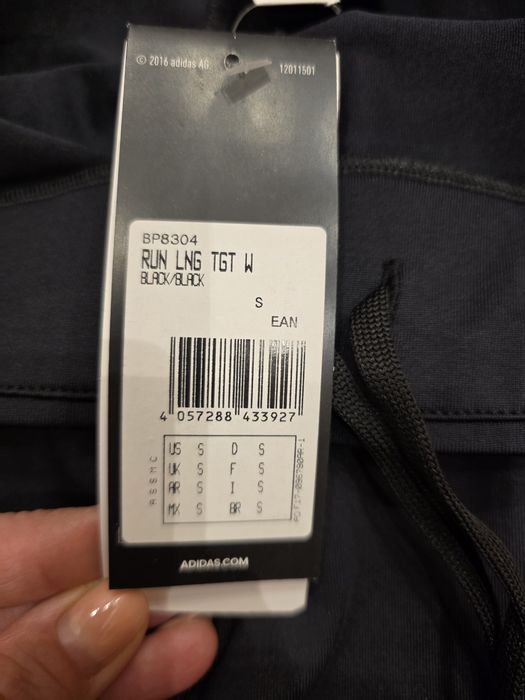 © 2016 adidas AG 12011501
BP8304
RUN LNG TGT W
BLACK/BLACK
S
EAN
4 057288 433927
US S D S
UK S F S
AR S I S
MX S BR S
ASSMC
ADIDAS.COM